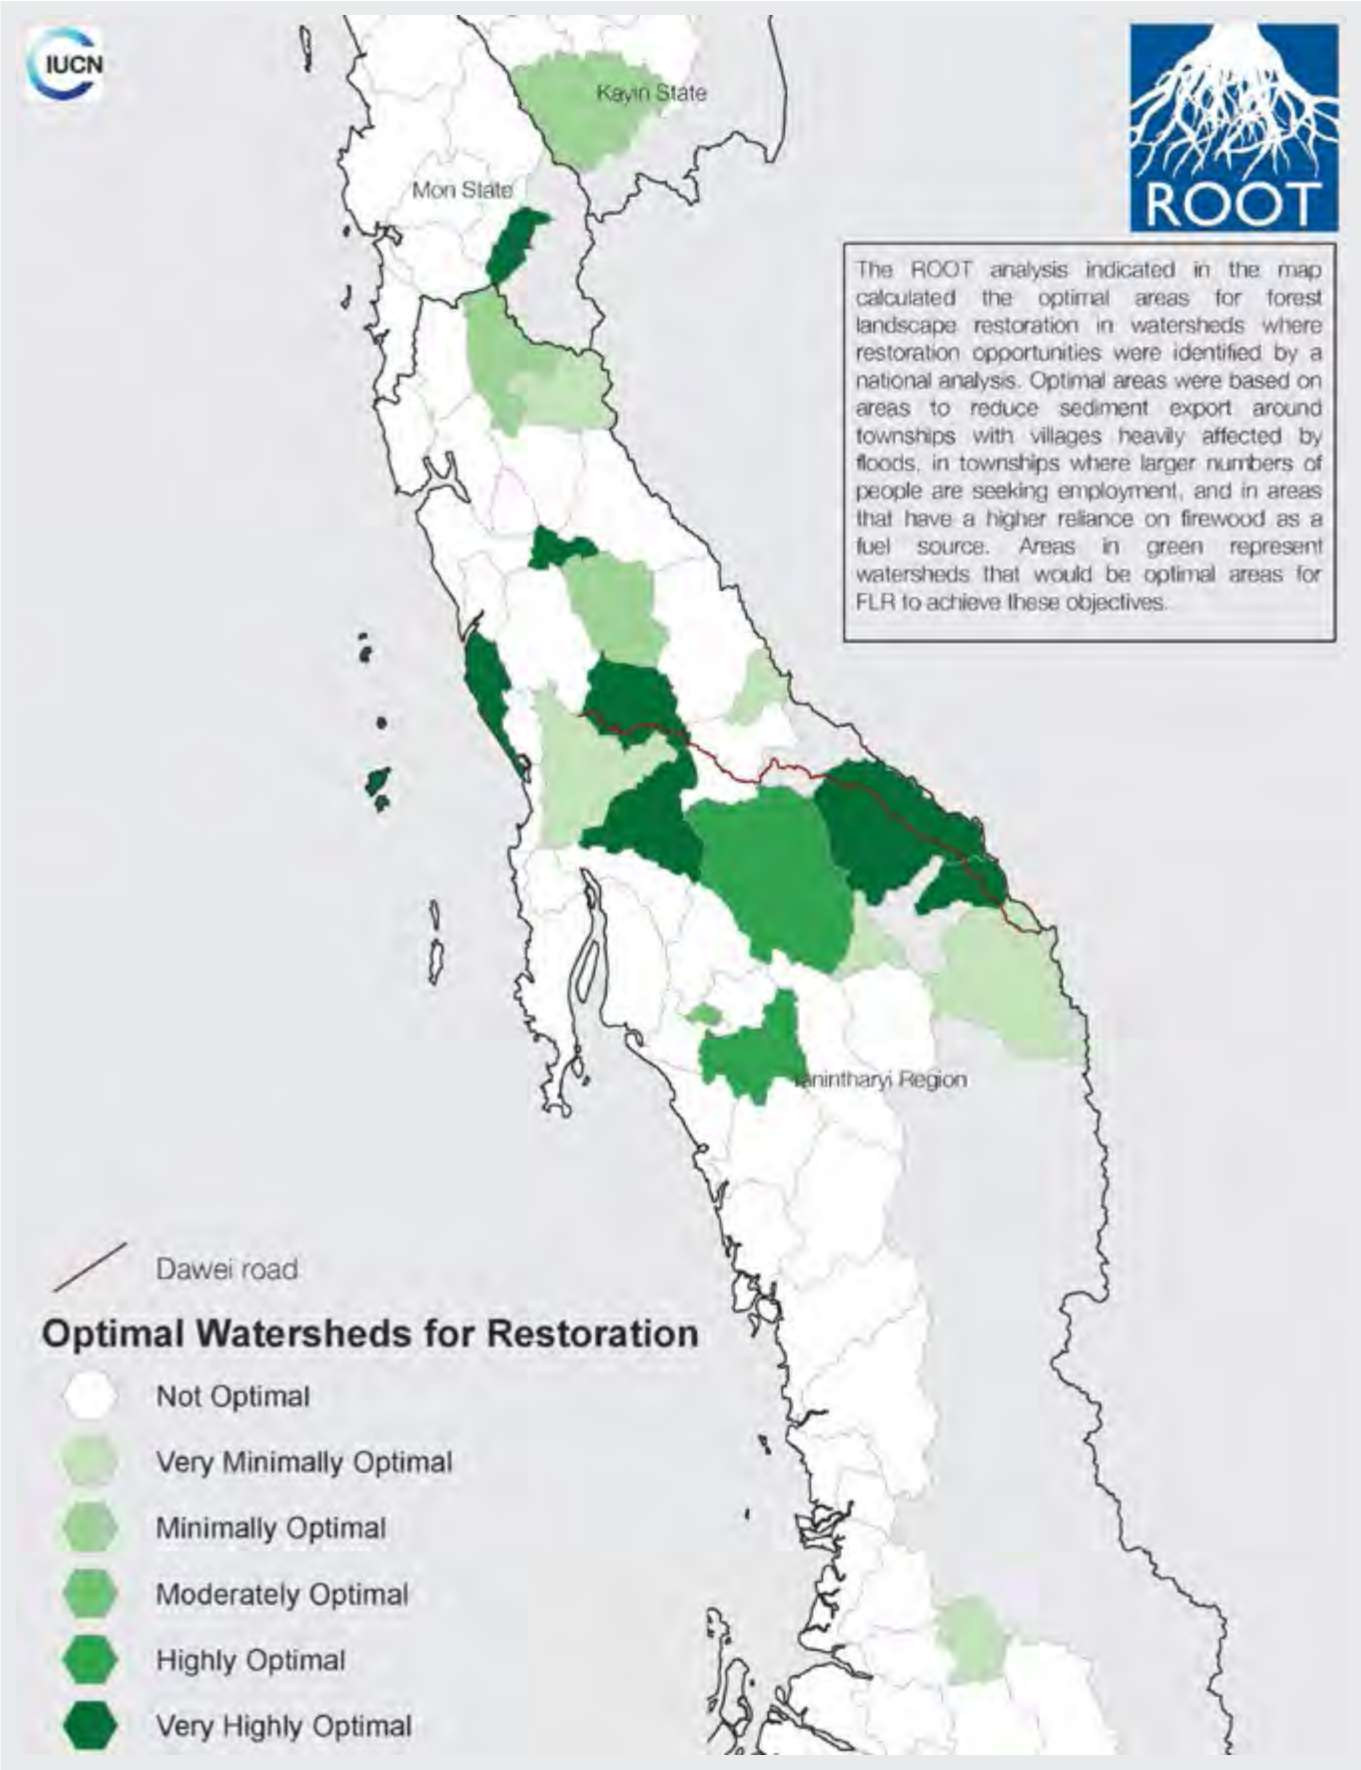 IUCN
Kayin State
Mon State
ROOT
The ROOT analysis indicated in the map
calculated the optimal areas for forest
landscape restoration in watersheds where
restoration opportunities were identified by a
national analysis. Optimal areas were based on
areas to reduce sediment export around
townships with villages heavily affected by
floods, in townships where larger numbers of
people are seeking employment, and in areas
that have a higher reliance on firewood as a
fuel source. Areas in green represent
watersheds that would be optimal areas for
FLR to achieve these objectives.
Tanintharyi Region
Dawei road
Optimal Watersheds for Restoration
Not Optimal
Very Minimally Optimal
Minimally Optimal
Moderately Optimal
Highly Optimal
Very Highly Optimal